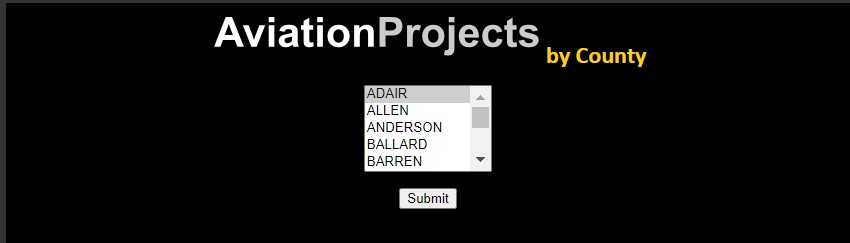 AviationProjects by County
ADAIR
ALLEN
ANDERSON
BALLARD
BARREN
Submit